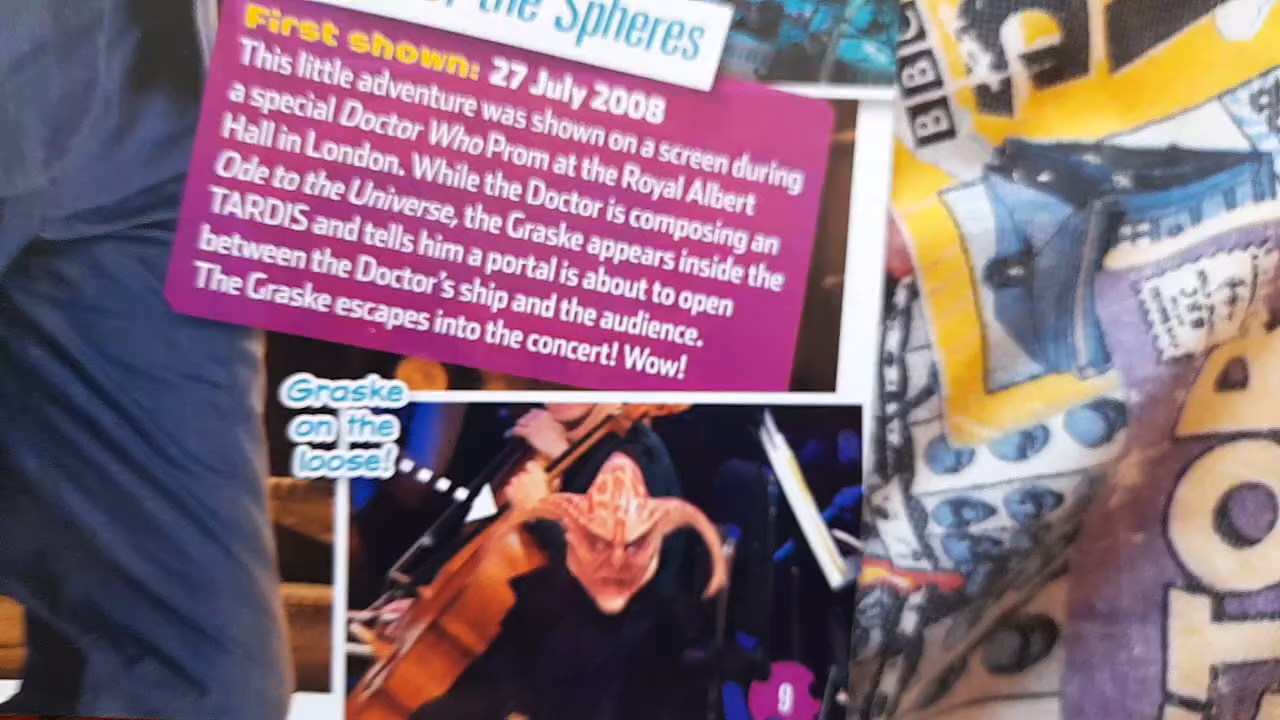 the Spheres
First shown: 27 July 2008
This little adventure was shown on a screen during
a special Doctor Who Prom at the Royal Albert
Hall in London. While the Doctor is composing an
Ode to the Universe, the Graske appears inside the
TARDIS and tells him a portal is about to open
between the Doctor's ship and the audience.
The Graske escapes into the concert! Wow!
Graske
on the
loose!
9
BBC